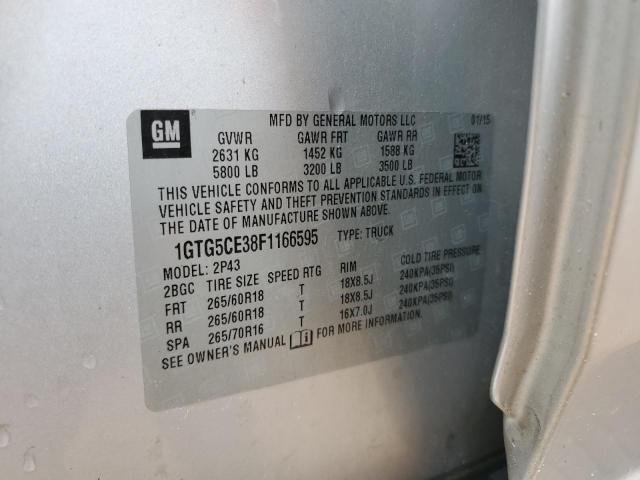 MFD BY GENERAL MOTORS LLC 01/15
GM
GVWR GAWR FRT GAWR RR
2631 KG 1452 KG 1588 KG
5800 LB 3200 LB 3500 LB
THIS VEHICLE CONFORMS TO ALL APPLICABLE U.S. FEDERAL MOTOR
VEHICLE SAFETY AND THEFT PREVENTION STANDARDS IN EFFECT ON
THE DATE OF MANUFACTURE SHOWN ABOVE.
1GTG5CE38F1166595 TYPE: TRUCK
MODEL: 2P43
2BGC TIRE SIZE SPEED RTG RIM COLD TIRE PRESSURE
FRT 265/60R18 T 18X8.5J 240KPA(35PSI)
RR 265/60R18 T 18X8.5J 240KPA(35PSI)
SPA 265/70R16 T 16X7.0J 240KPA(35PSI)
SEE OWNER'S MANUAL FOR MORE INFORMATION.